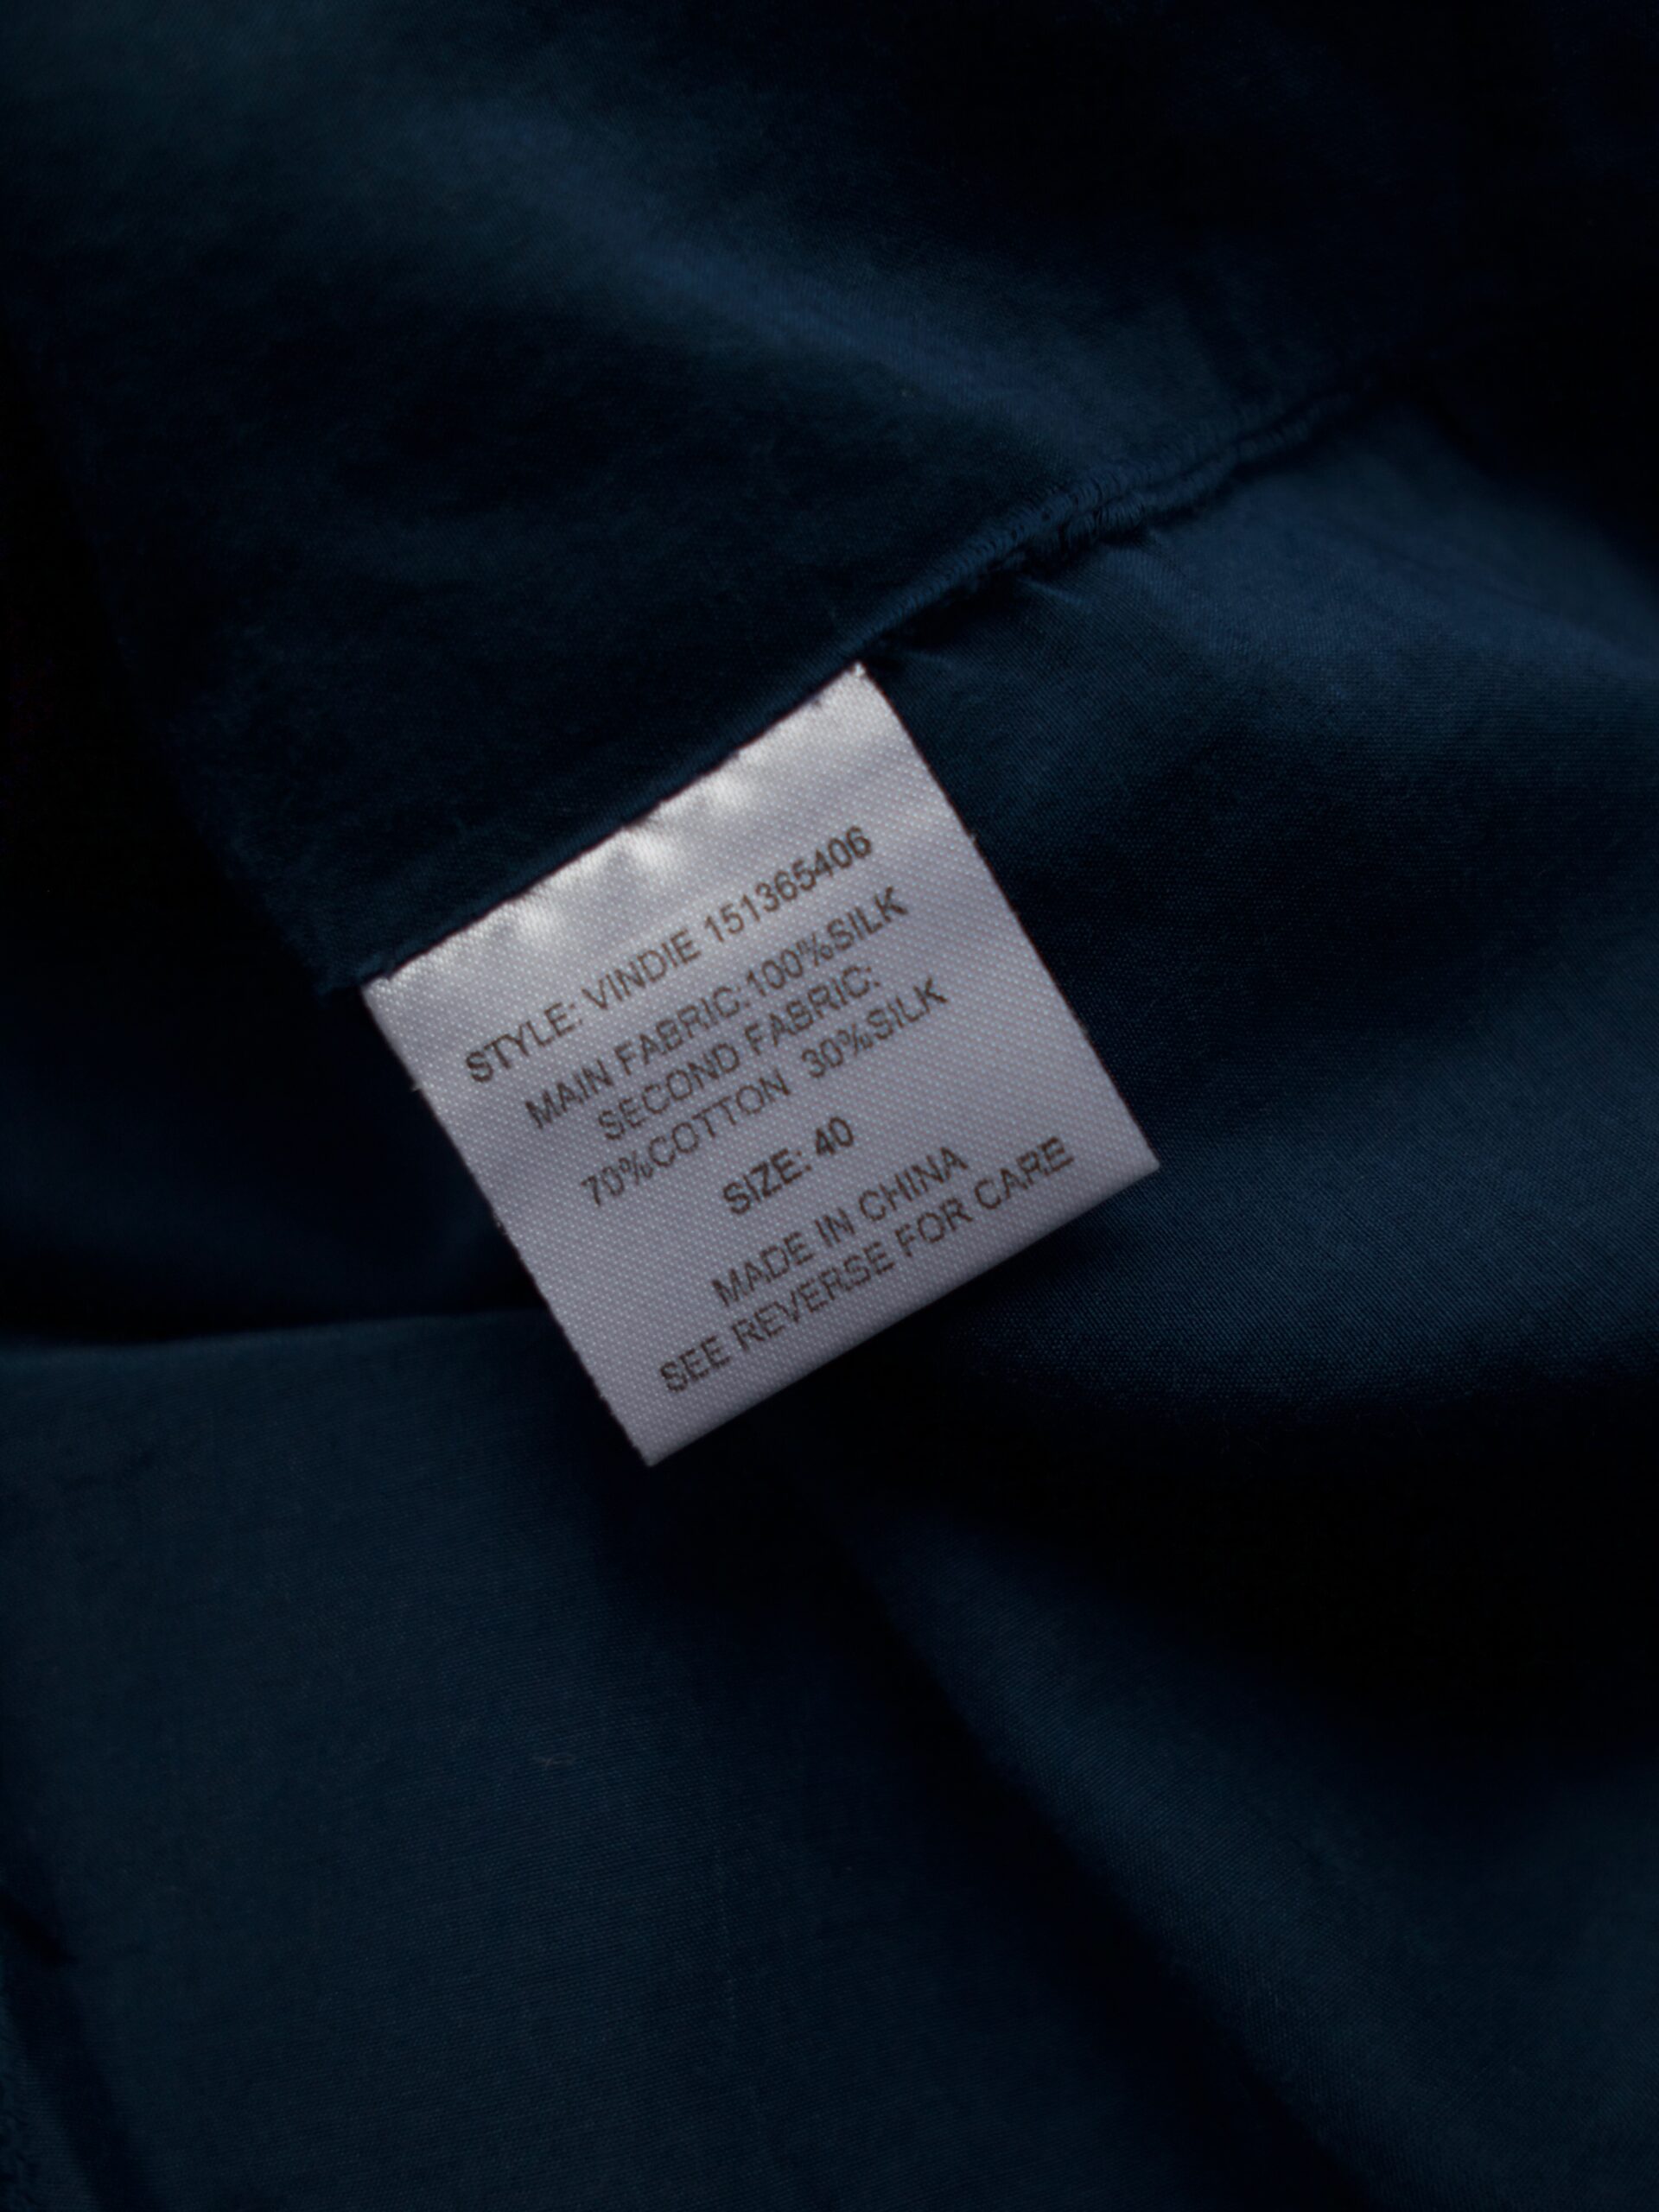 STYLE: VINDIE 151365406
MAIN FABRIC:100%SILK
SECOND FABRIC:
70%COTTON 30%SILK
SIZE: 40
MADE IN CHINA
SEE REVERSE FOR CARE